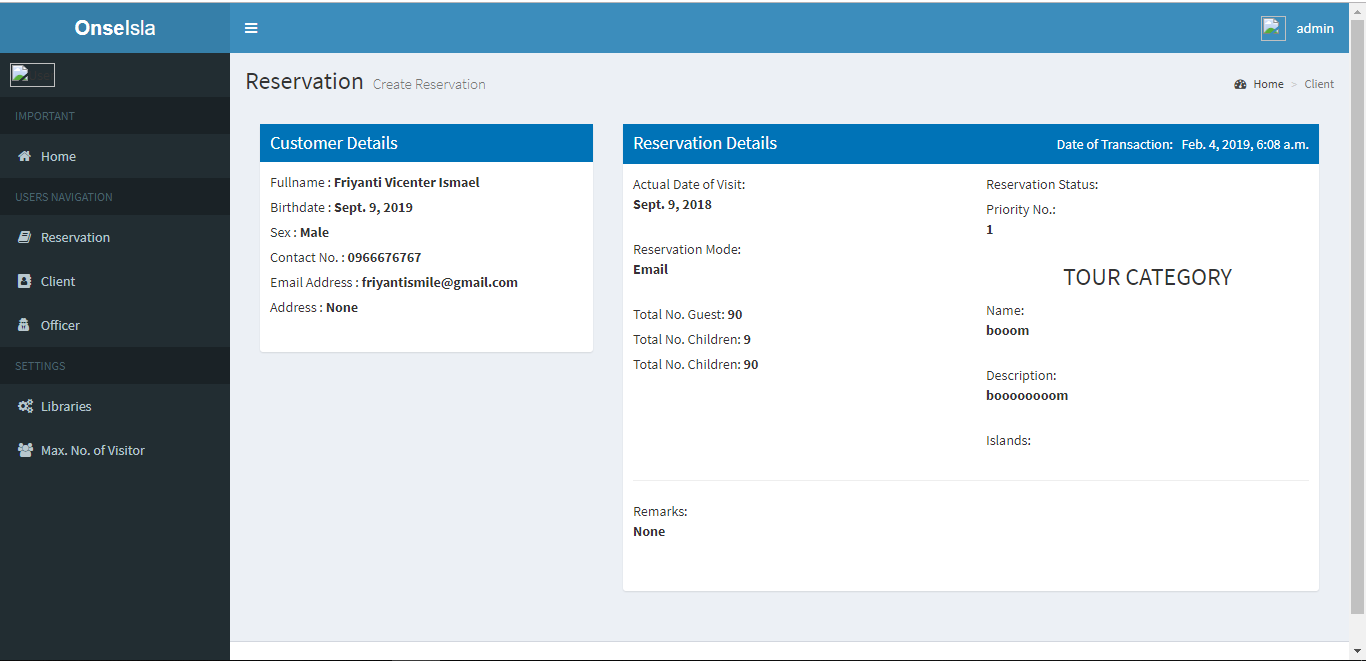 OnseIsla
admin
IMPORTANT
Home
USERS NAVIGATION
Reservation
Client
Officer
SETTINGS
Libraries
Max. No. of Visitor
Reservation Create Reservation
Home > Client
Customer Details
Fullname : Friyanti Vicenter Ismael
Birthdate : Sept. 9, 2019
Sex : Male
Contact No. : 0966676767
Email Address : friyantismile@gmail.com
Address : None
Reservation Details
Date of Transaction: Feb. 4, 2019, 6:08 a.m.
Actual Date of Visit:
Sept. 9, 2018
Reservation Mode:
Email
Total No. Guest: 90
Total No. Children: 9
Total No. Children: 90
Reservation Status:
Priority No.:
1
TOUR CATEGORY
Name:
booom
Description:
boooooooom
Islands:
Remarks:
None